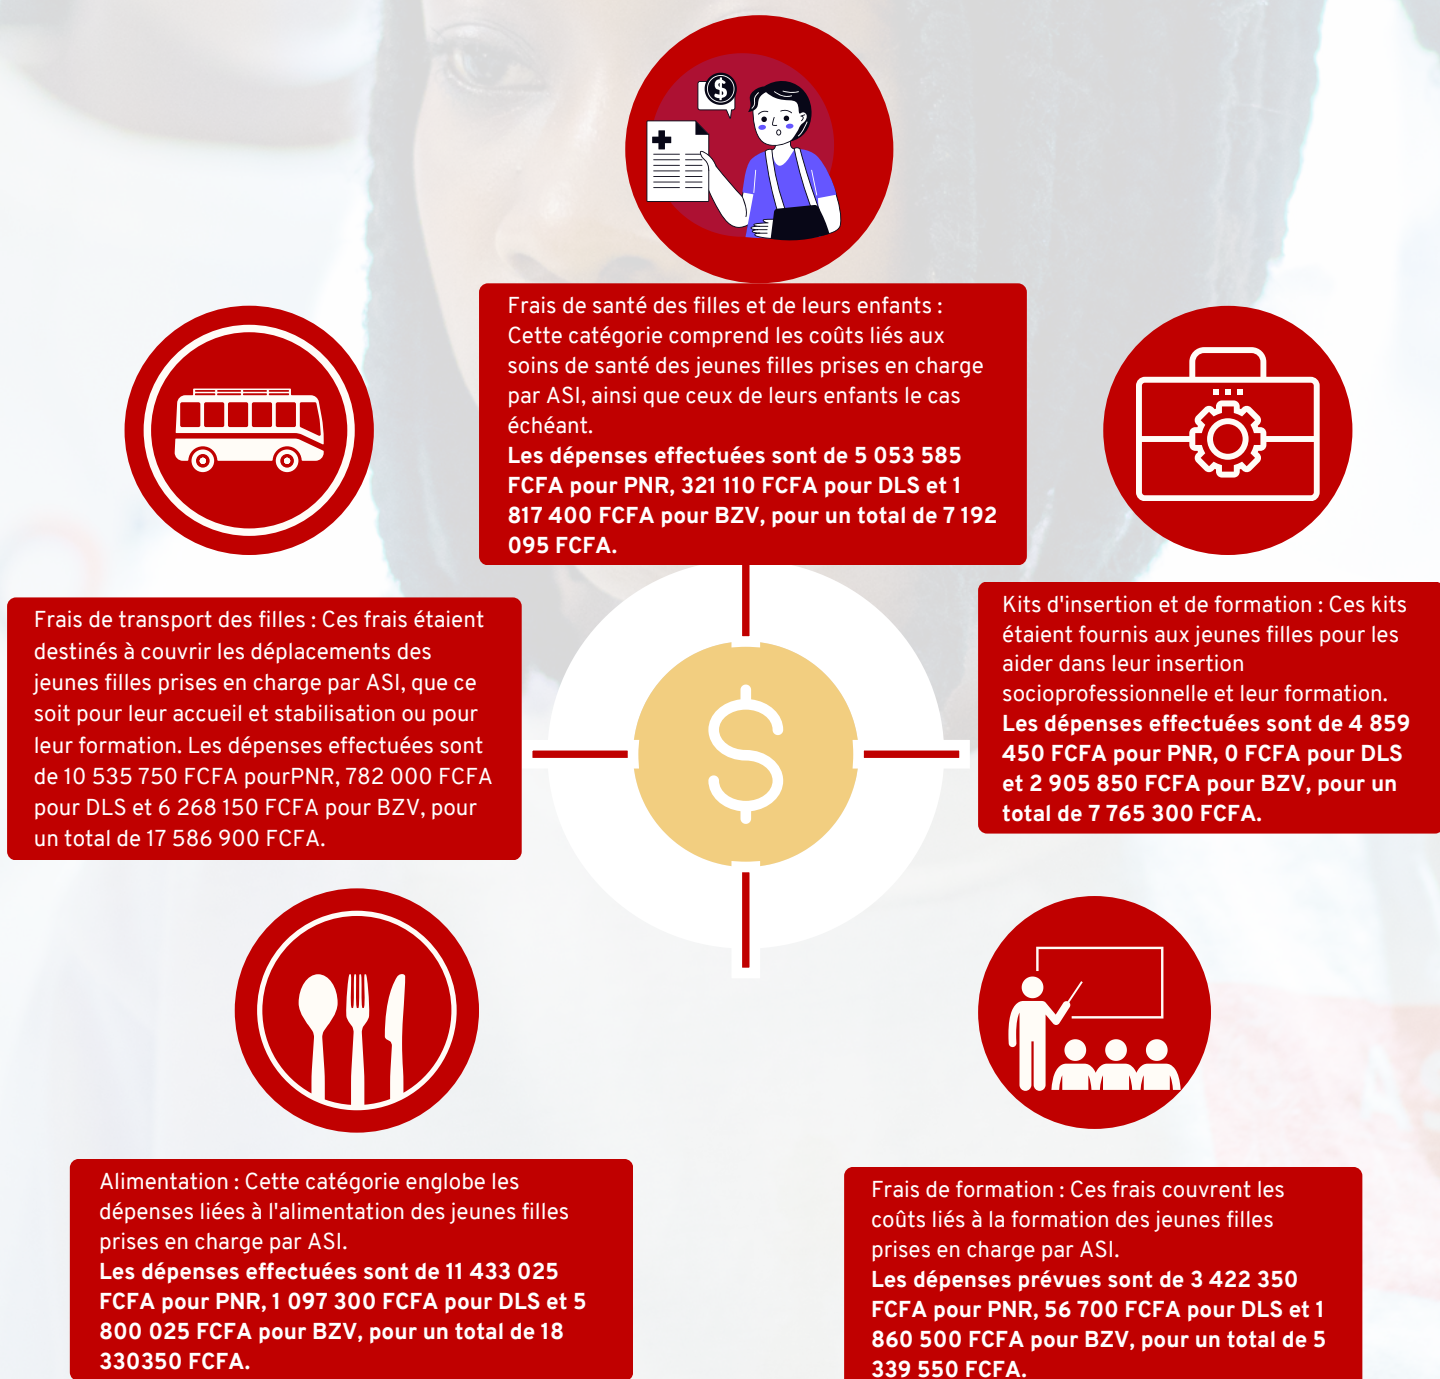 Frais de santé des filles et de leurs enfants :
Cette catégorie comprend les coûts liés aux
soins de santé des jeunes filles prises en charge
par ASI, ainsi que ceux de leurs enfants le cas
échéant.
Les dépenses effectuées sont de 5 053 585
FCFA pour PNR, 321 110 FCFA pour DLS et 1
817 400 FCFA pour BZV, pour un total de 7 192
095 FCFA.
Frais de transport des filles : Ces frais étaient
destinés à couvrir les déplacements des
jeunes filles prises en charge par ASI, que ce
soit pour leur accueil et stabilisation ou pour
leur formation. Les dépenses effectuées sont
de 10 535 750 FCFA pourPNR, 782 000 FCFA
pour DLS et 6 268 150 FCFA pour BZV, pour
un total de 17 586 900 FCFA.
Kits d'insertion et de formation : Ces kits
étaient fournis aux jeunes filles pour les
aider dans leur insertion
socioprofessionnelle et leur formation.
Les dépenses effectuées sont de 4 859
450 FCFA pour PNR, 0 FCFA pour DLS
et 2 905 850 FCFA pour BZV, pour un
total de 7 765 300 FCFA.
Alimentation : Cette catégorie englobe les
dépenses liées à l'alimentation des jeunes filles
prises en charge par ASI.
Les dépenses effectuées sont de 11 433 025
FCFA pour PNR, 1 097 300 FCFA pour DLS et 5
800 025 FCFA pour BZV, pour un total de 18
330350 FCFA.
Frais de formation : Ces frais couvrent les
coûts liés à la formation des jeunes filles
prises en charge par ASI.
Les dépenses prévues sont de 3 422 350
FCFA pour PNR, 56 700 FCFA pour DLS et 1
860 500 FCFA pour BZV, pour un total de 5
339 550 FCFA.